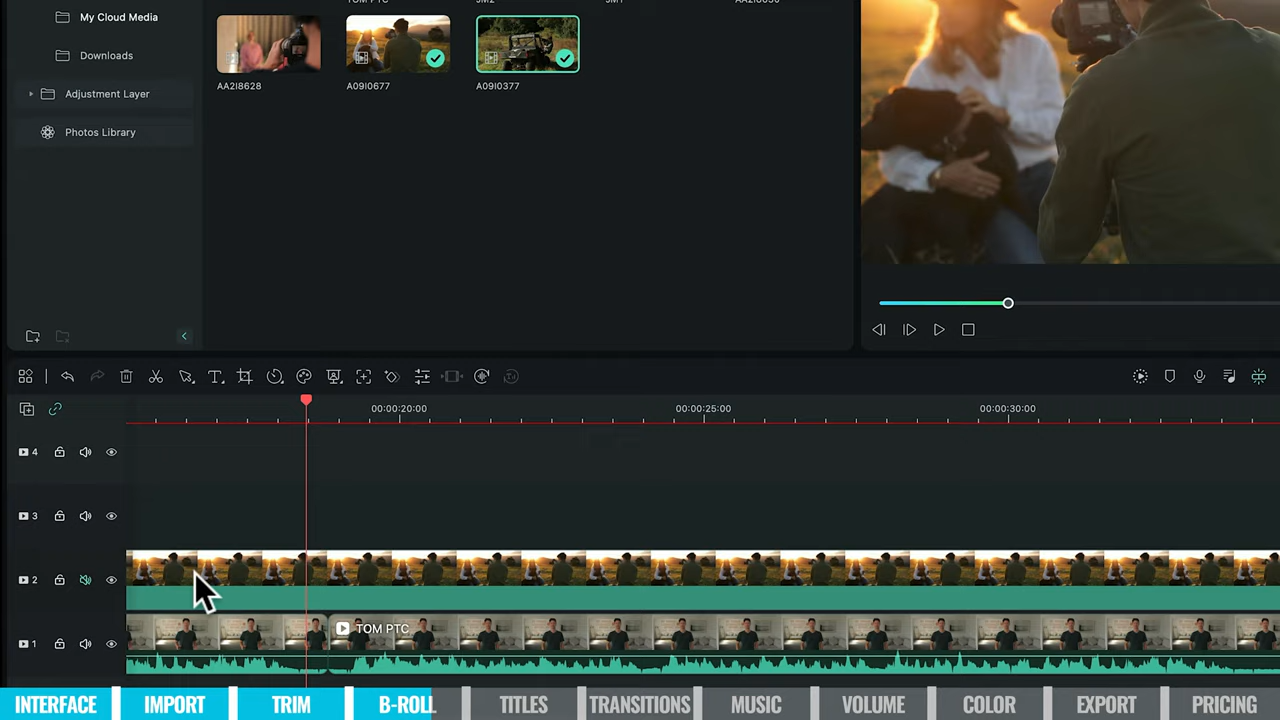 My Cloud Media
Downloads
Adjustment Layer
Photos Library
AA2I8628
A09I0677
A09I0377
00:00:20:00
00:00:25:00
00:00:30:00
4
3
2
1
TOM PTC
INTERFACE
IMPORT
TRIM
B-ROLL
TITLES
TRANSITIONS
MUSIC
VOLUME
COLOR
EXPORT
PRICING